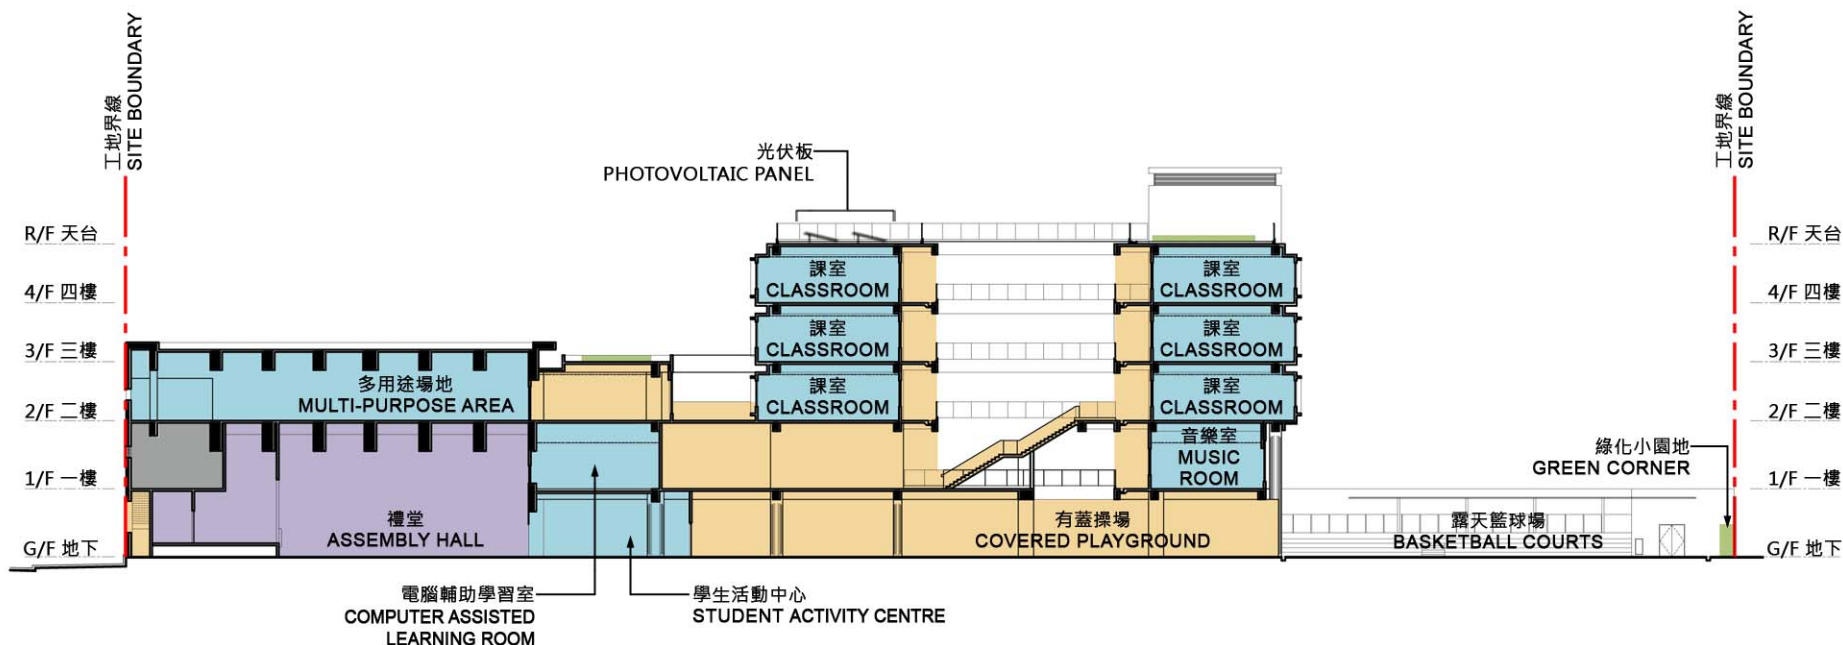 工地界線
SITE BOUNDARY
工地界線
SITE BOUNDARY
光伏板
PHOTOVOLTAIC PANEL
R/F 天台
R/F 天台
4/F 四樓
課室
CLASSROOM
課室
CLASSROOM
4/F 四樓
3/F 三樓
課室
CLASSROOM
課室
CLASSROOM
3/F 三樓
多用途場地
MULTI-PURPOSE AREA
課室
CLASSROOM
課室
CLASSROOM
2/F 二樓
2/F 二樓
音樂室
MUSIC
ROOM
綠化小園地
GREEN CORNER
1/F 一樓
1/F 一樓
禮堂
ASSEMBLY HALL
有蓋操場
COVERED PLAYGROUND
露天籃球場
BASKETBALL COURTS
G/F 地下
G/F 地下
電腦輔助學習室
COMPUTER ASSISTED
LEARNING ROOM
學生活動中心
STUDENT ACTIVITY CENTRE